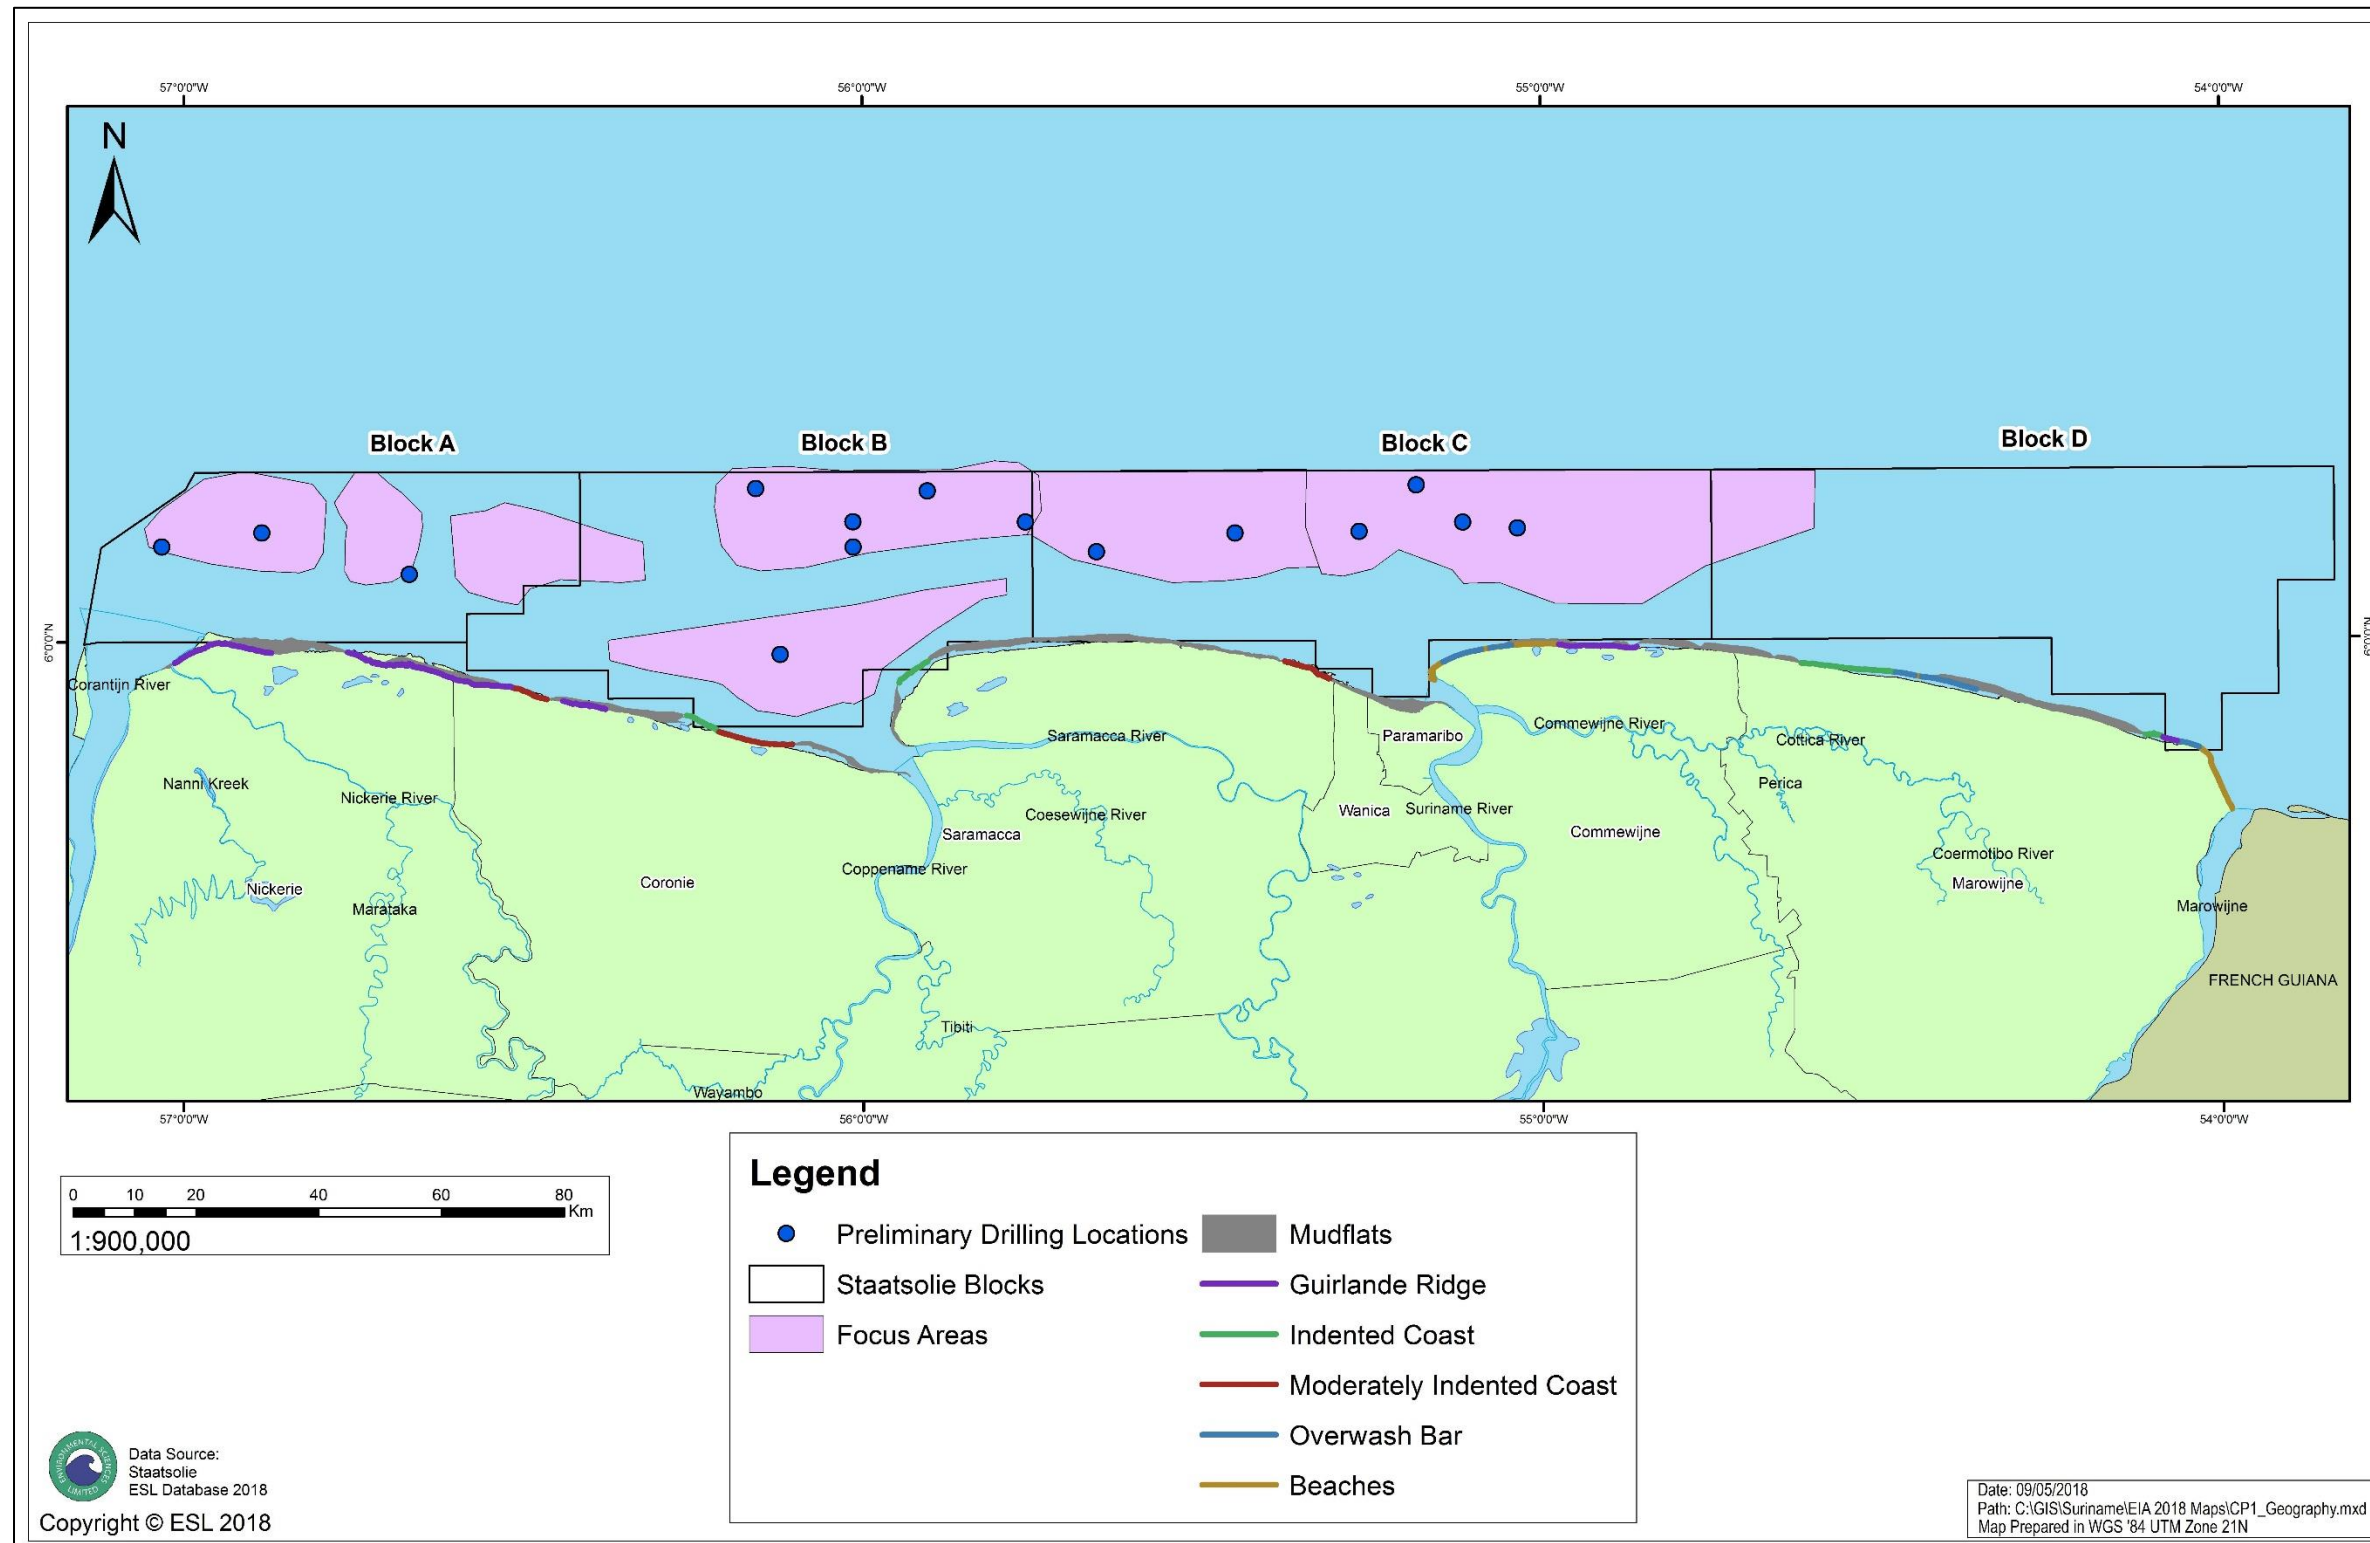 57°0'0"W 56°0'0"W 55°0'0"W 54°0'0"W
N
Block A Block B Block C Block D
6°0'0"N 6°0'0"N
Corantijn River
Nanni Kreek
Nickerie River
Nickerie
Marataka
Coronie
Wayambo
Coppename River
Saramacca River
Coesewijne River
Saramacca
Tibiti
Paramaribo
Wanica
Suriname River
Commewijne River
Commewijne
Cottica River
Perica
Coermotibo River
Marowijne
Marowijne
FRENCH GUIANA
57°0'0"W 56°0'0"W 55°0'0"W 54°0'0"W
0 10 20 40 60 80
Km
1:900,000
Legend
Preliminary Drilling Locations
Staatsolie Blocks
Focus Areas
Mudflats
Guirlande Ridge
Indented Coast
Moderately Indented Coast
Overwash Bar
Beaches
ENVIRONMENTAL SCIENCES LIMITED
Data Source:
Staatsolie
ESL Database 2018
Copyright © ESL 2018
Date: 09/05/2018
Path: C:\GIS\Suriname\EIA 2018 Maps\CP1_Geography.mxd
Map Prepared in WGS '84 UTM Zone 21N